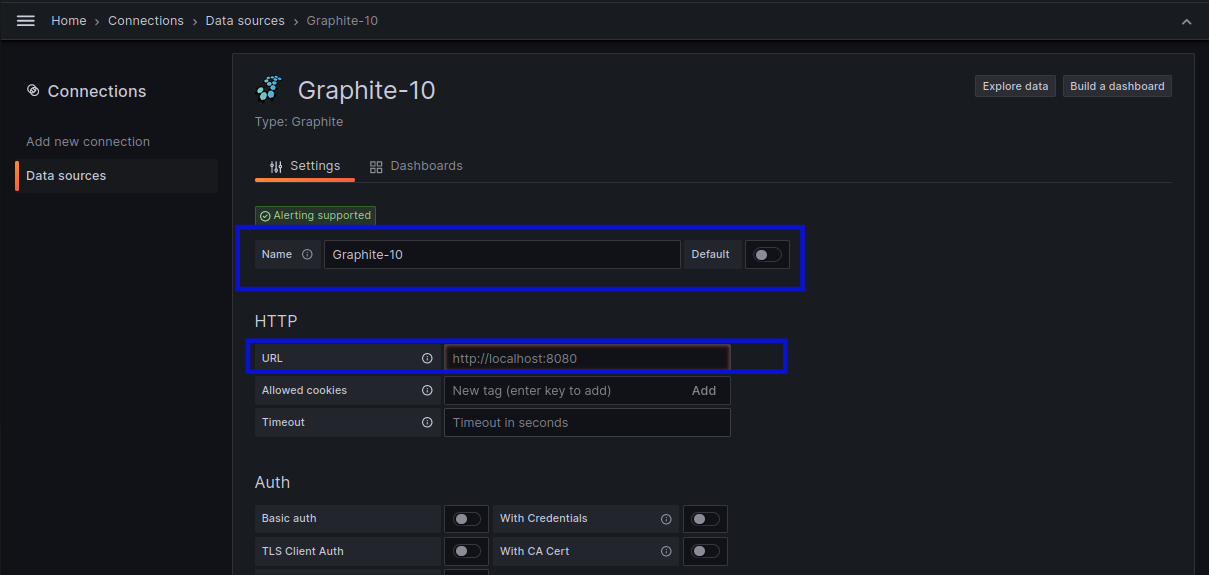 Home › Connections › Data sources › Graphite-10
Connections
Add new connection
Data sources
Graphite-10
Explore data
Build a dashboard
Type: Graphite
Settings
Dashboards
Alerting supported
Name
Graphite-10
Default
HTTP
URL
http://localhost:8080
Allowed cookies
New tag (enter key to add)
Add
Timeout
Timeout in seconds
Auth
Basic auth
With Credentials
TLS Client Auth
With CA Cert